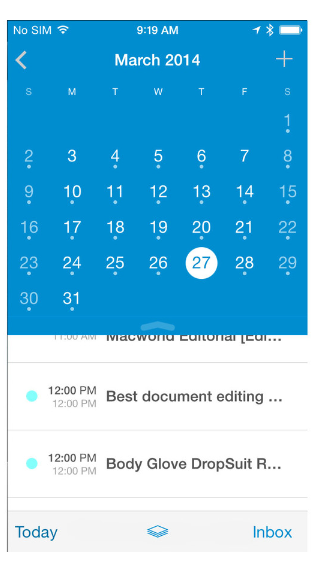 No SIM 9:19 AM
March 2014
S M T W T F S
1
2 3 4 5 6 7 8
9 10 11 12 13 14 15
16 17 18 19 20 21 22
23 24 25 26 27 28 29
30 31
11:00 AM Macworld Editorial [Edi...
12:00 PM
12:00 PM Best document editing ...
12:00 PM
12:00 PM Body Glove DropSuit R...
Today Inbox